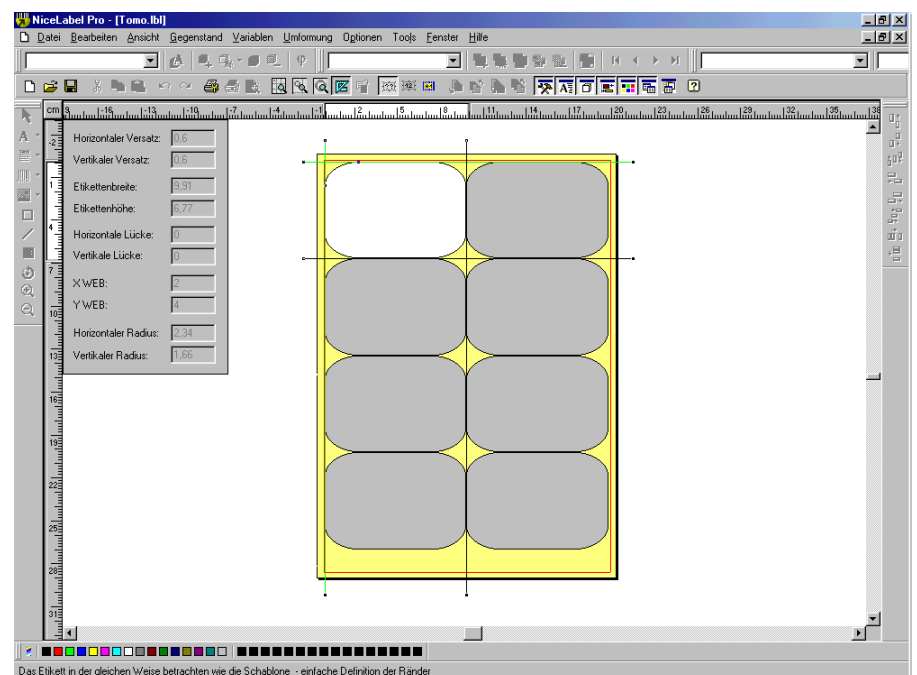 NiceLabel Pro - [Tomo.lbl]
Datei Bearbeiten Ansicht Gegenstand Variablen Umformung Optionen Tools Fenster Hilfe
cm
Horizontaler Versatz: 0,6
Vertikaler Versatz: 0,6
Etikettenbreite: 9,91
Etikettenhöhe: 6,77
Horizontale Lücke: 0
Vertikale Lücke: 0
X WEB: 2
Y WEB: 4
Horizontaler Radius: 2,34
Vertikaler Radius: 1,66
Das Etikett in der gleichen Weise betrachten wie die Schablone - einfache Definition der Ränder